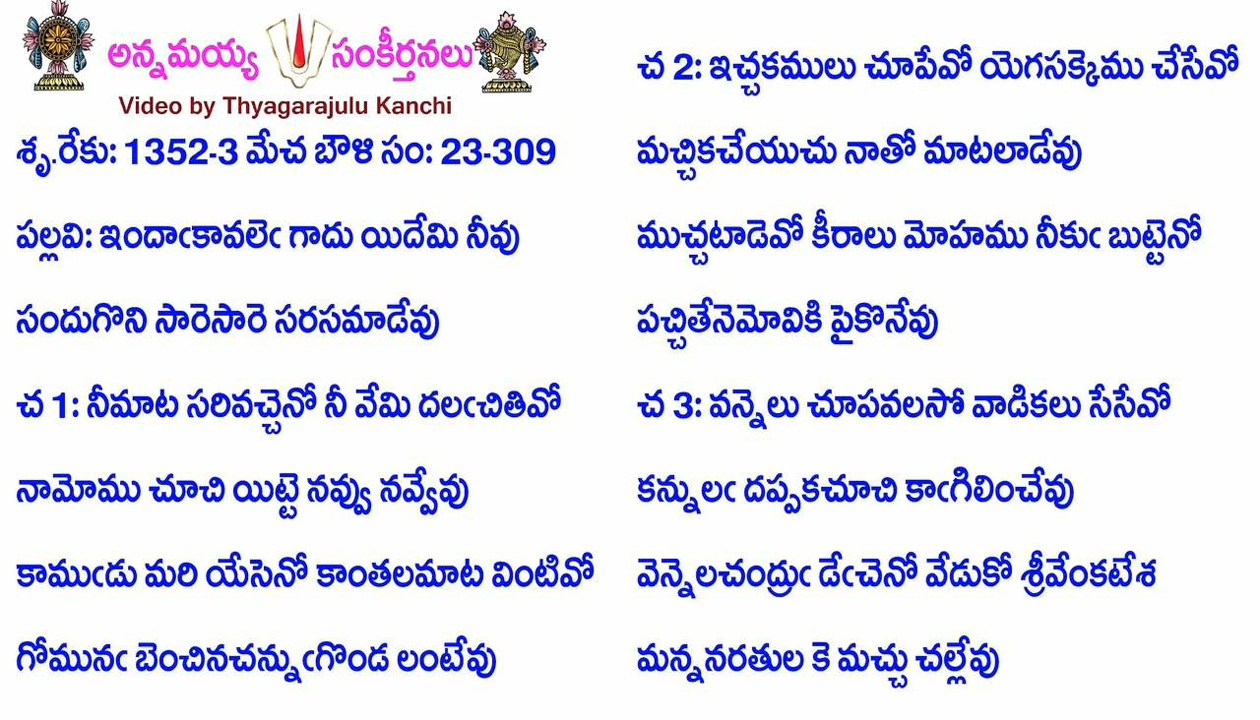 అన్నమయ్య సంకీర్తనలు
Video by Thyagarajulu Kanchi
శృ.రేకు: 1352-3 మేచ బౌళి సం: 23-309
పల్లవి: ఇందాఁకావలెఁ గాదు యిదేమి నీవు
సందుగొని సారెసారె సరసమాడేవు
చ 1: నీమాట సరివచ్చెనో నీ వేమి దలఁచితివో
నామోము చూచి యిట్టె నవ్వు నవ్వేవు
కాముఁడు మరి యేసెనో కాంతలమాట వింటివో
గోమునఁ బెంచినచన్నుఁగొండ లంటేవు
చ 2: ఇచ్చకములు చూపేవో యెగసక్కెము చేసేవో
మచ్చికచేయుచు నాతో మాటలాడేవు
ముచ్చటాడెవో కీరాలు మోహము నీకుఁ బుట్టెనో
పచ్చితేనెమోవికి పైకొనేవు
చ 3: వన్నెలు చూపవలసో వాడికలు సేసేవో
కన్నులఁ దప్పకచూచి కాఁగిలించేవు
వెన్నెలచంద్రుఁ డేఁచెనో వేడుకో శ్రీవేంకటేశ
మన్ననరతుల కె మచ్చు చల్లేవు